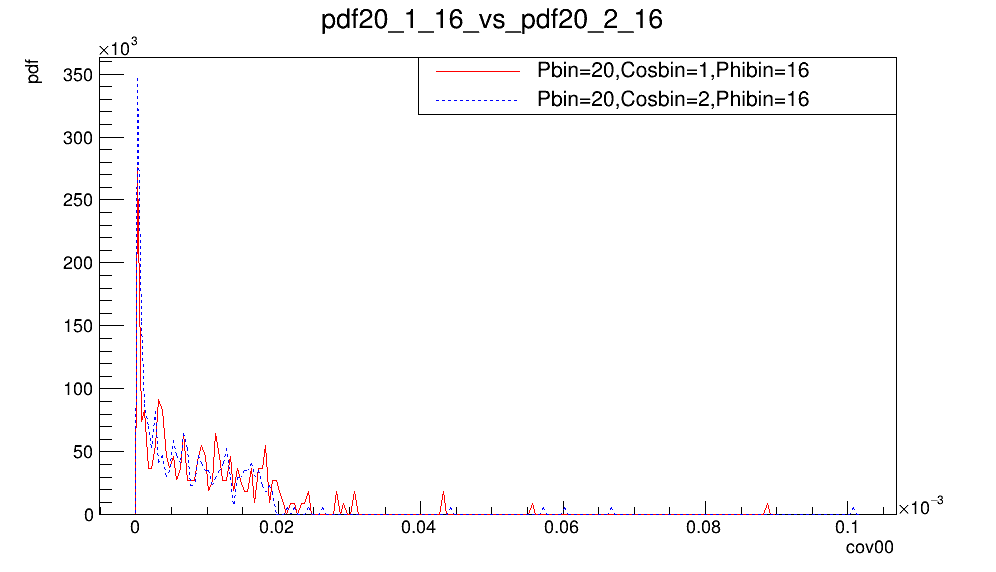 pdf20_1_16_vs_pdf20_2_16
×10³
pdf
Pbin=20,Cosbin=1,Phibin=16
Pbin=20,Cosbin=2,Phibin=16
350
300
250
200
150
100
50
0
0 0.02 0.04 0.06 0.08 0.1
×10⁻³
cov00